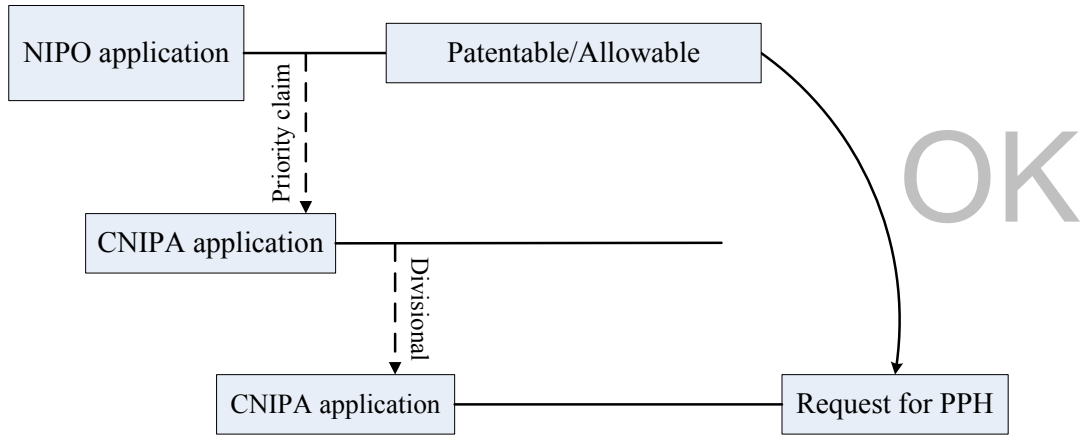 NIPO application
Patentable/Allowable
Priority claim
OK
CNIPA application
Divisional
CNIPA application
Request for PPH